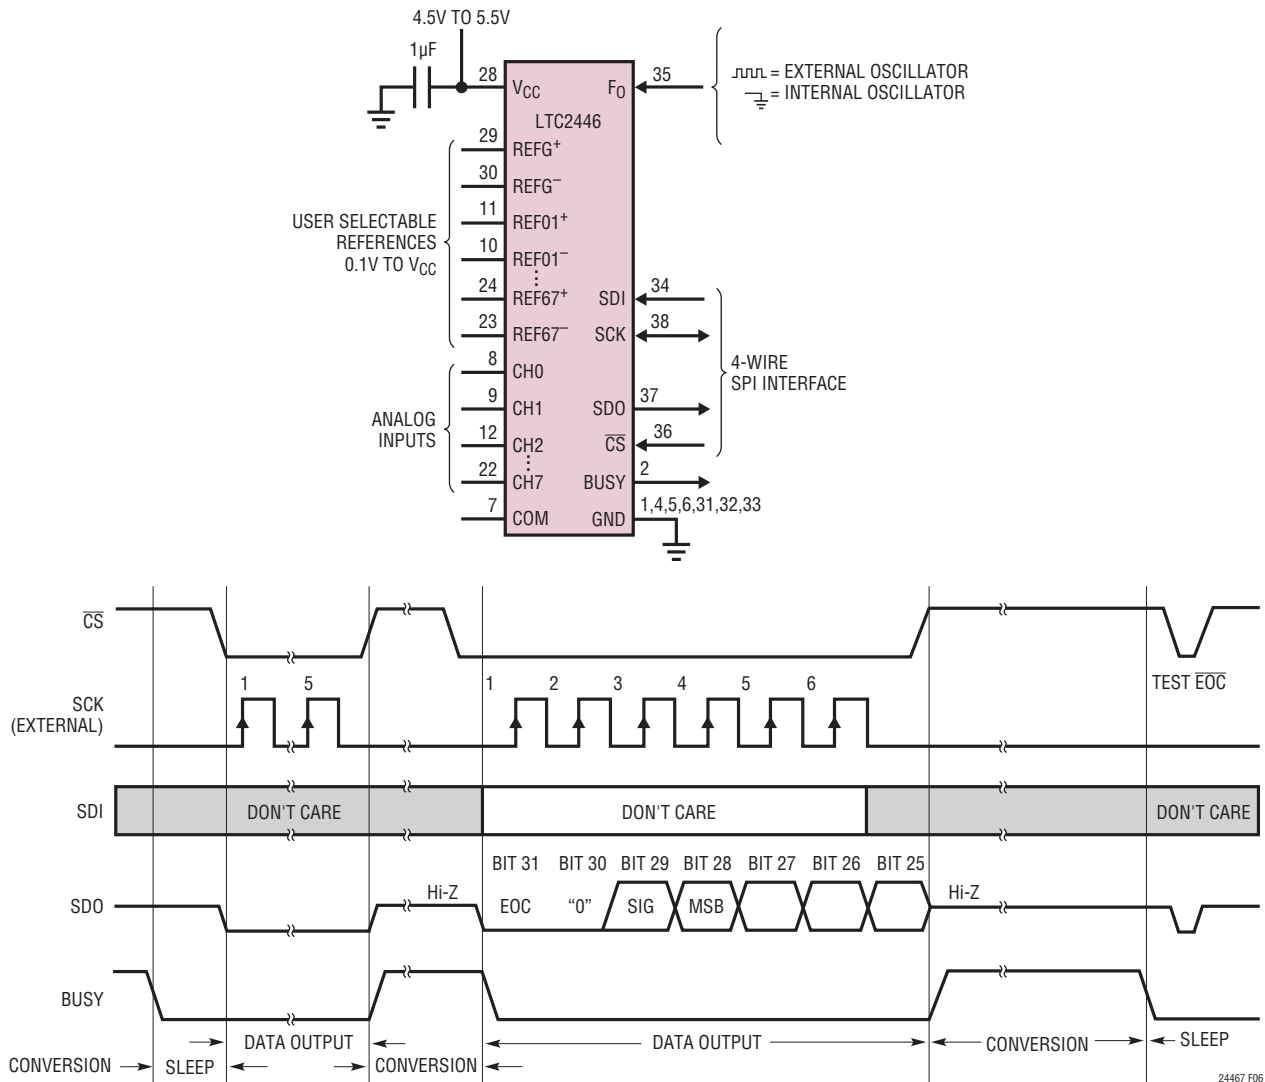 4.5V TO 5.5V
1µF
28
VCC
FO
35
= EXTERNAL OSCILLATOR
= INTERNAL OSCILLATOR
LTC2446
29
REFG+
30
REFG–
11
REF01+
10
REF01–
24
REF67+
23
REF67–
USER SELECTABLE
REFERENCES
0.1V TO VCC
SDI
34
SCK
38
SDO
37
CS
36
BUSY
2
GND
1,4,5,6,31,32,33
4-WIRE
SPI INTERFACE
8
CH0
9
CH1
12
CH2
22
CH7
7
COM
ANALOG
INPUTS
CS
TEST EOC
SCK
(EXTERNAL)
1 5 1 2 3 4 5 6
SDI
DON'T CARE DON'T CARE DON'T CARE
BIT 31 BIT 30 BIT 29 BIT 28 BIT 27 BIT 26 BIT 25
SDO
Hi-Z EOC “0” SIG MSB Hi-Z
BUSY
CONVERSION SLEEP DATA OUTPUT CONVERSION DATA OUTPUT CONVERSION SLEEP
24467 F06